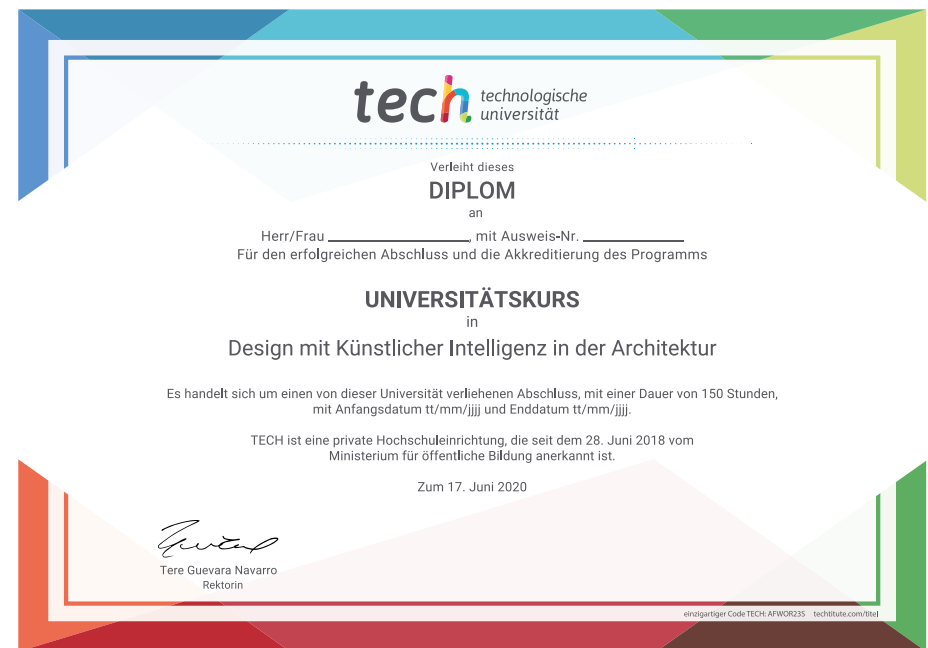 tech technologische
universität
Verleiht dieses
DIPLOM
an
Herr/Frau ____________________, mit Ausweis-Nr. ______________
Für den erfolgreichen Abschluss und die Akkreditierung des Programms
UNIVERSITÄTSKURS
in
Design mit Künstlicher Intelligenz in der Architektur
Es handelt sich um einen von dieser Universität verliehenen Abschluss, mit einer Dauer von 150 Stunden,
mit Anfangsdatum tt/mm/jjjj und Enddatum tt/mm/jjjj.
TECH ist eine private Hochschuleinrichtung, die seit dem 28. Juni 2018 vom
Ministerium für öffentliche Bildung anerkannt ist.
Zum 17. Juni 2020
Tere Guevara Navarro
Rektorin
einzigartiger Code TECH: AFWOR23S techtitute.com/titel